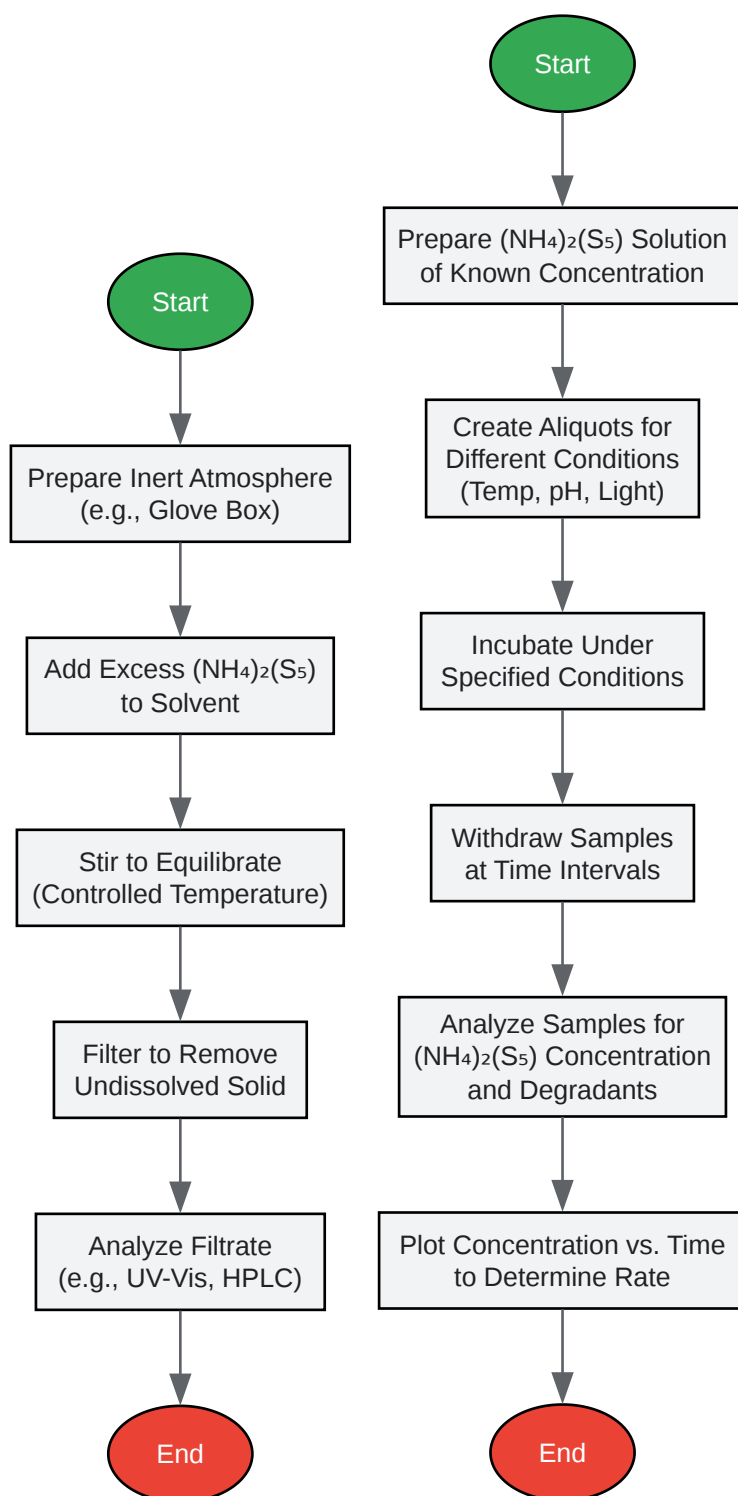 Start
Prepare Inert Atmosphere
(e.g., Glove Box)
Add Excess (NH₄)₂(S₅)
to Solvent
Stir to Equilibrate
(Controlled Temperature)
Filter to Remove
Undissolved Solid
Analyze Filtrate
(e.g., UV-Vis, HPLC)
End
Start
Prepare (NH₄)₂(S₅) Solution
of Known Concentration
Create Aliquots for
Different Conditions
(Temp, pH, Light)
Incubate Under
Specified Conditions
Withdraw Samples
at Time Intervals
Analyze Samples for
(NH₄)₂(S₅) Concentration
and Degradants
Plot Concentration vs. Time
to Determine Rate
End